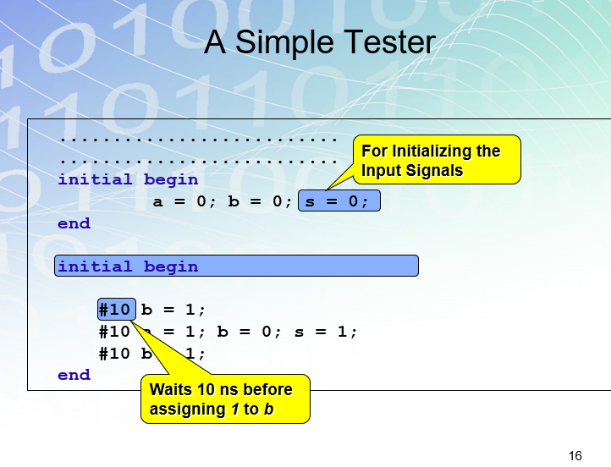 A Simple Tester
..........................
..........................
For Initializing the
Input Signals
initial begin
a = 0; b = 0; s = 0;
end
initial begin
#10 b = 1;
#10 = 1; b = 0; s = 1;
#10 b 1;
end
Waits 10 ns before
assigning 1 to b
16